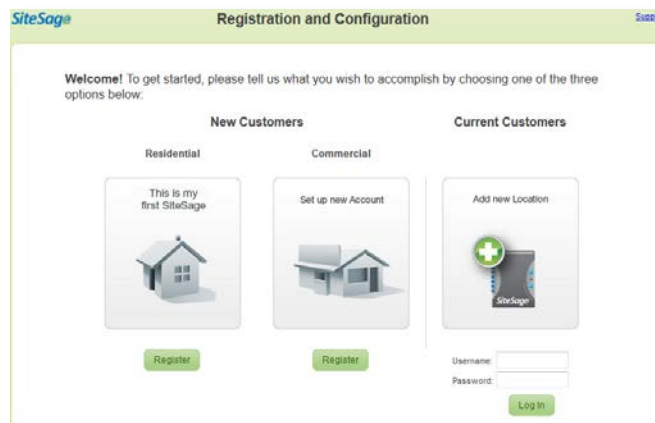 SiteSage
Registration and Configuration
Welcome! To get started, please tell us what you wish to accomplish by choosing one of the three
options below:
New Customers
Current Customers
Residential
Commercial
This is my
first SiteSage
Set up new Account
Add new Location
SiteSage
Register
Register
Username:
Password:
Log In